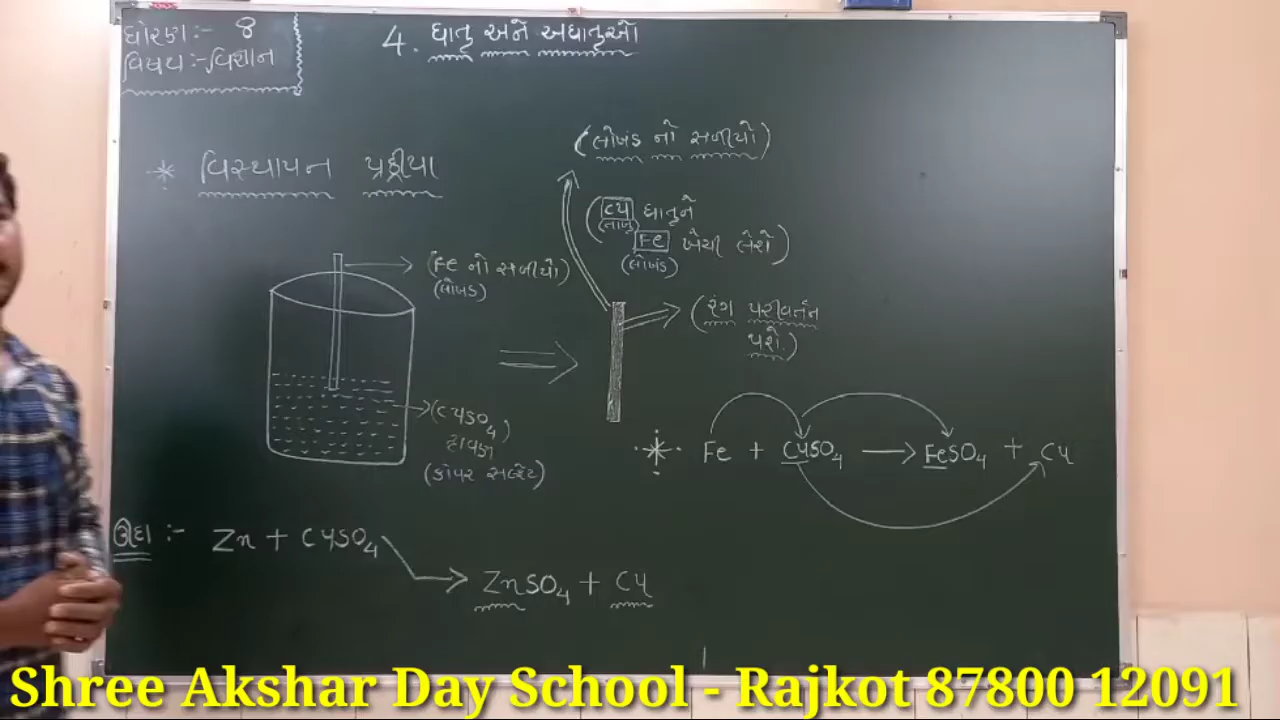 ધોરણ :- 8
વિષય :- વિજ્ઞાન
4. ધાતુ અને અધાતુઓ
* વિસ્થાપન પ્રક્રીયા
(લોખંડ નો સળીયો)
(Cu ધાતુને
(તાંબુ)
Fe ખેંચી લેશે)
(લોખંડ)
(Fe નો સળીયો)
(લોખંડ)
(રંગ પરીવર્તન
થશે.)
(CuSO4)
દ્રાવણ
(કોપર સલ્ફેટ)
* Fe + CuSO4 → FeSO4 + Cu
ઉદા :- Zn + CuSO4
→ ZnSO4 + Cu
Shree Akshar Day School - Rajkot 87800 12091